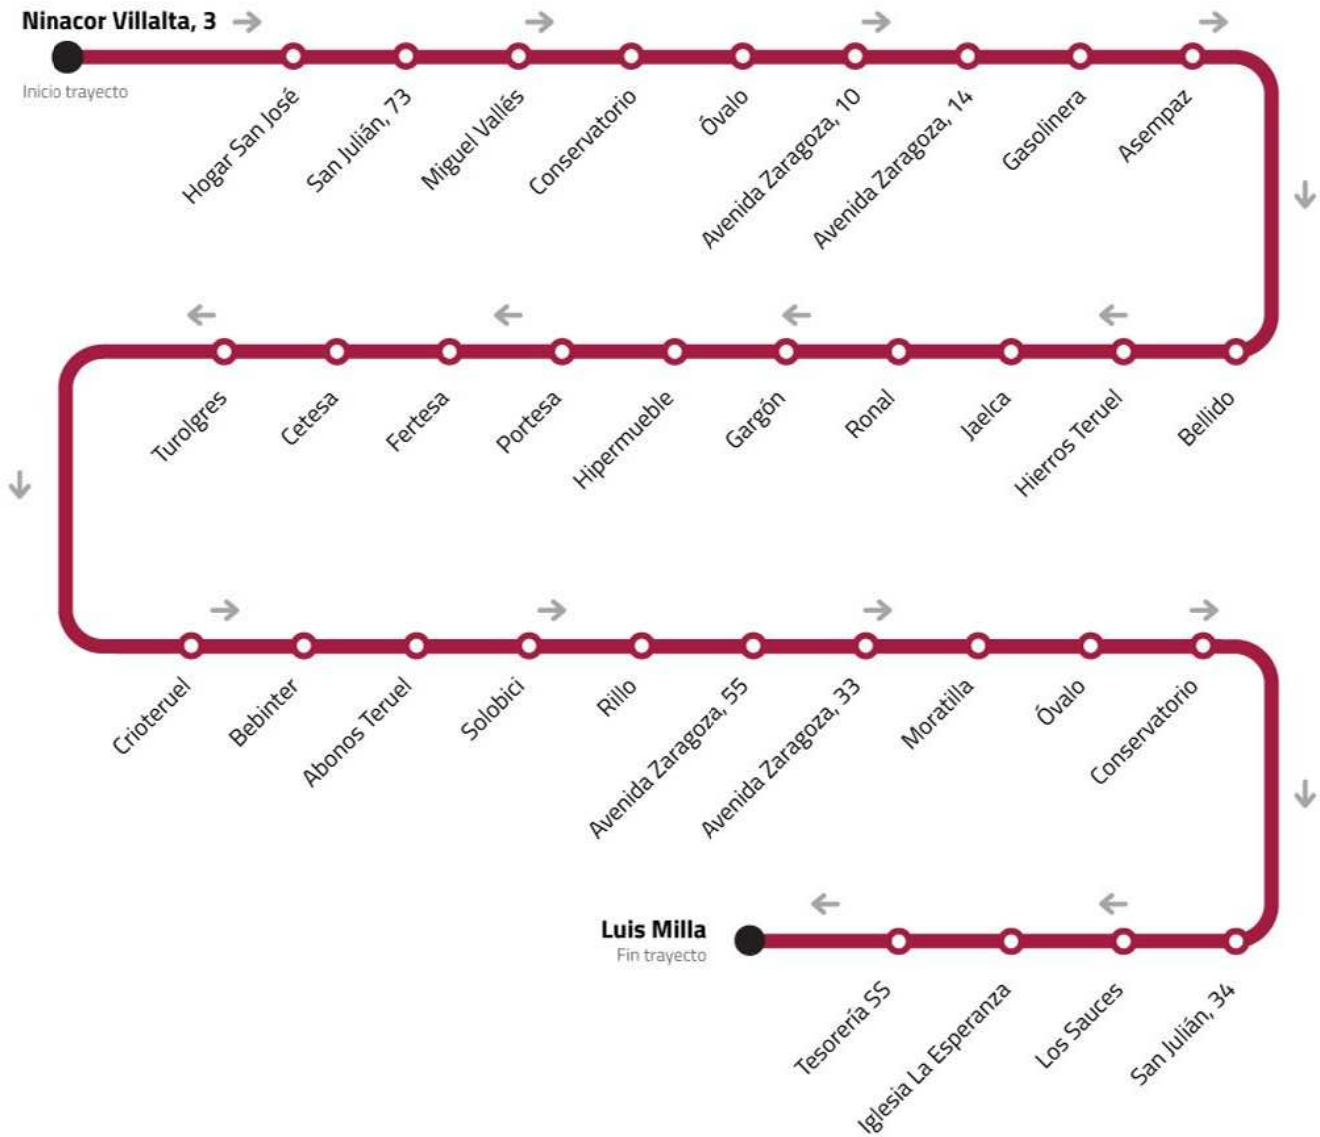 Ninacor Villalta, 3
Inicio trayecto
Hogar San José
San Julián, 73
Miguel Vallés
Conservatorio
Óvalo
Avenida Zaragoza, 10
Avenida Zaragoza, 14
Gasolinera
Asempaz
Turolgres
Cetesa
Fertesa
Portesa
Hipermueble
Gargón
Ronal
Jaelca
Hierros Teruel
Bellido
Crioteruel
Bebinter
Abonos Teruel
Solobici
Rillo
Avenida Zaragoza, 55
Avenida Zaragoza, 33
Moratilla
Óvalo
Conservatorio
Luis Milla
Fin trayecto
Tesorería SS
Iglesia La Esperanza
Los Sauces
San Julián, 34